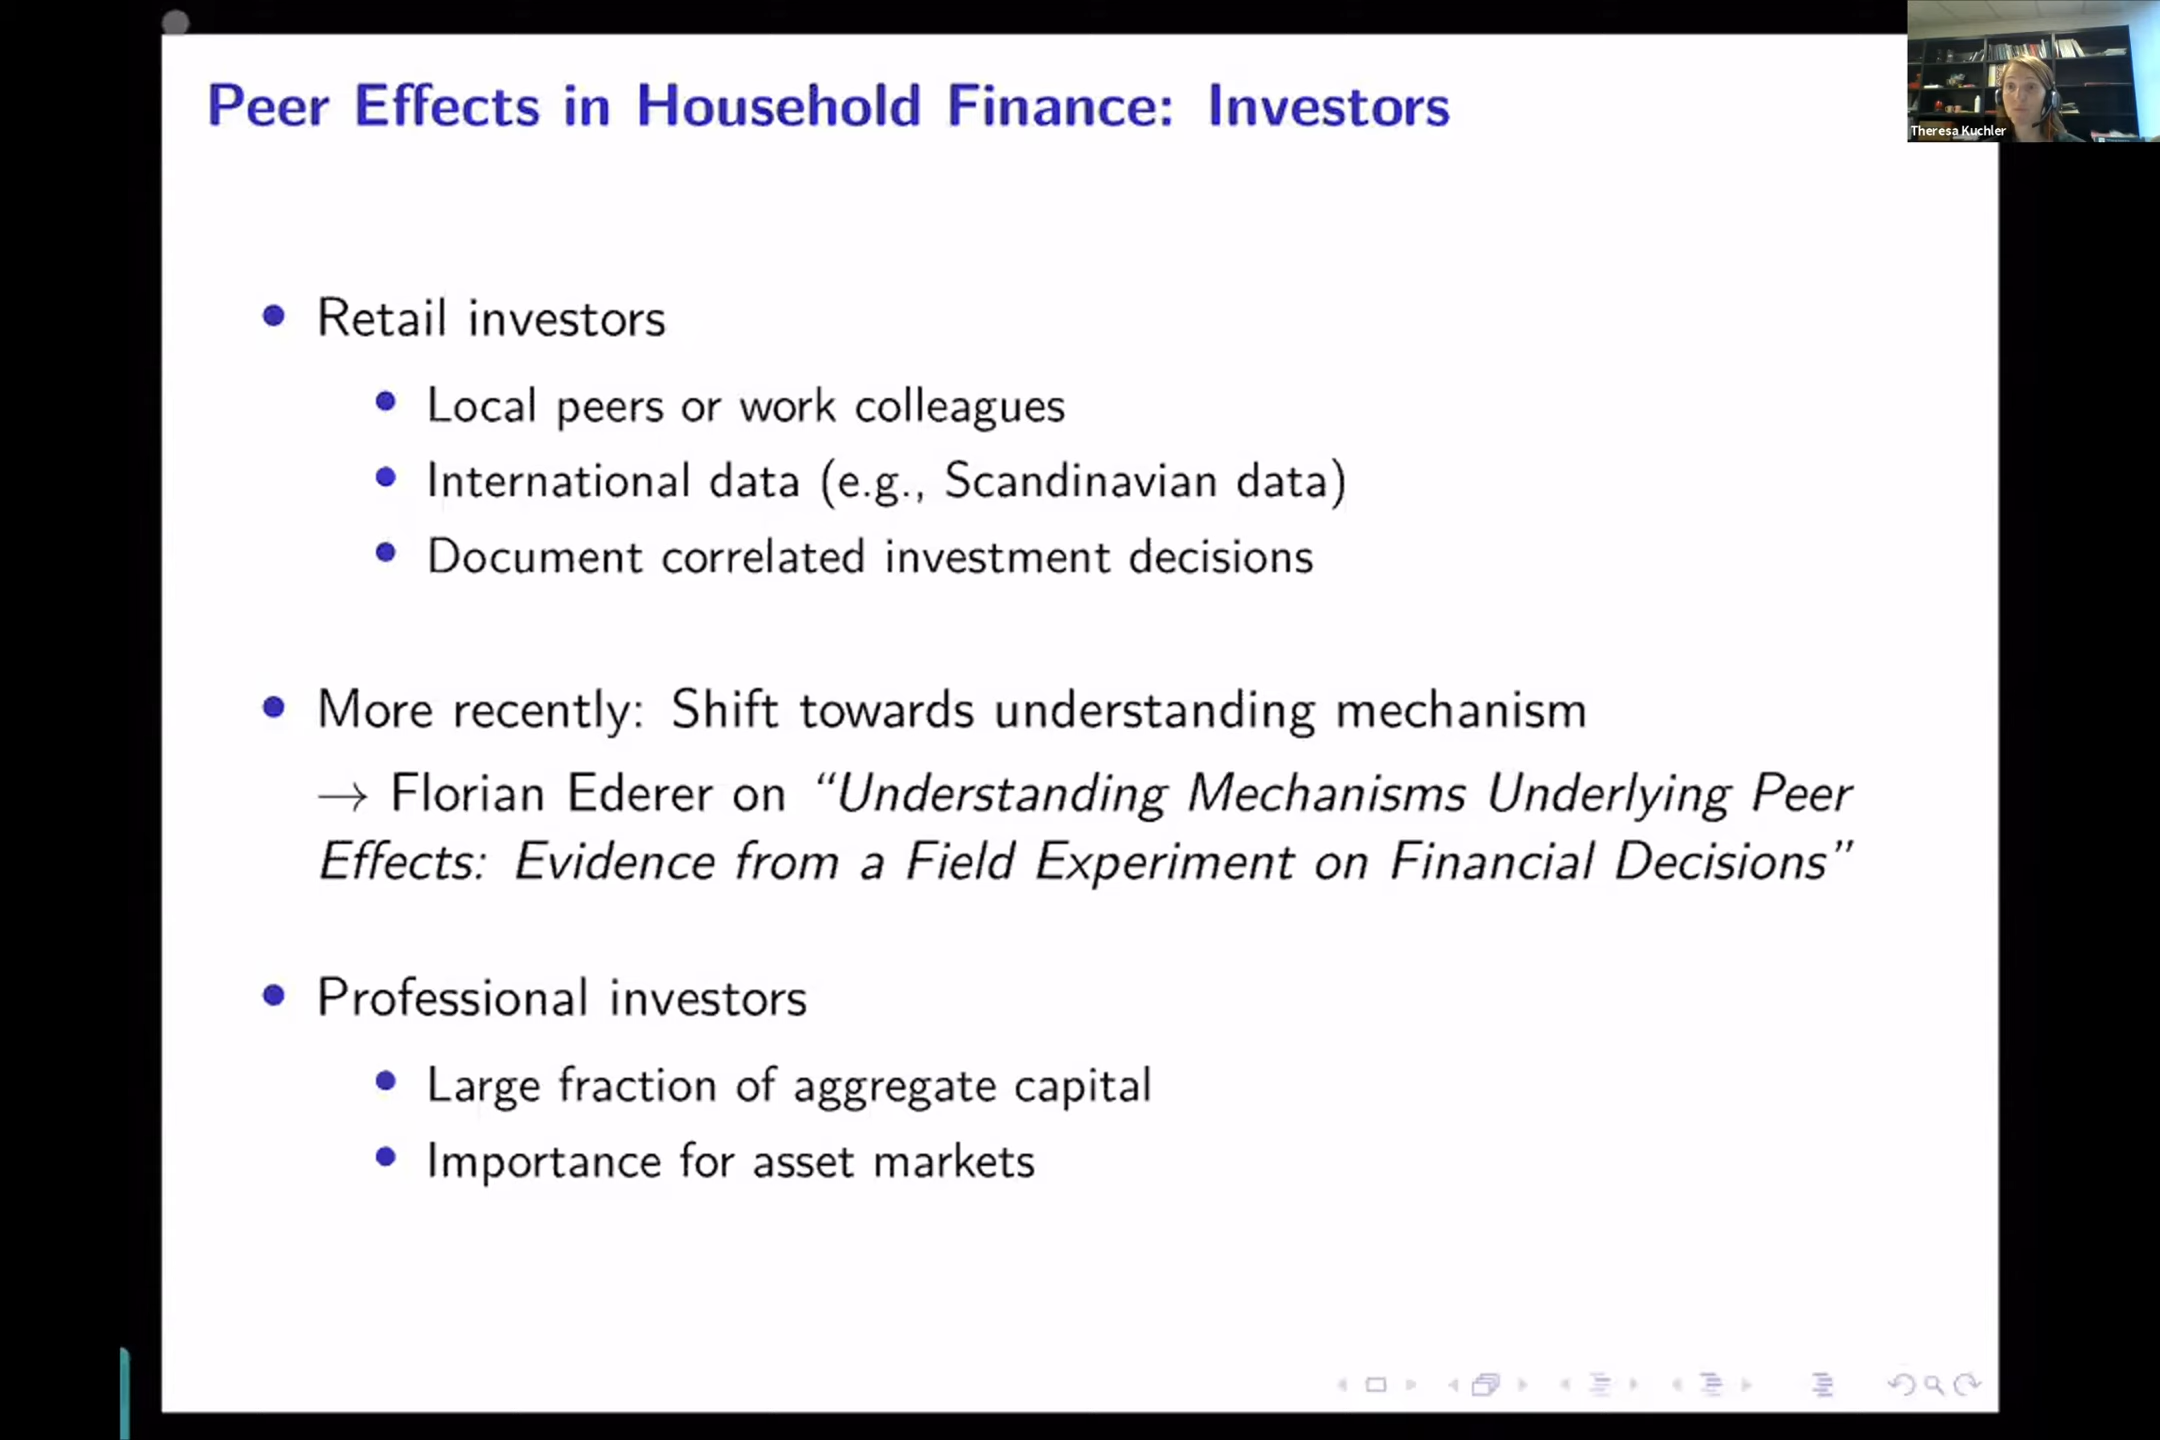 Peer Effects in Household Finance: Investors
Theresa Kuchler
Retail investors
Local peers or work colleagues
International data (e.g., Scandinavian data)
Document correlated investment decisions
More recently: Shift towards understanding mechanism
→ Florian Ederer on “Understanding Mechanisms Underlying Peer
Effects: Evidence from a Field Experiment on Financial Decisions”
Professional investors
Large fraction of aggregate capital
Importance for asset markets